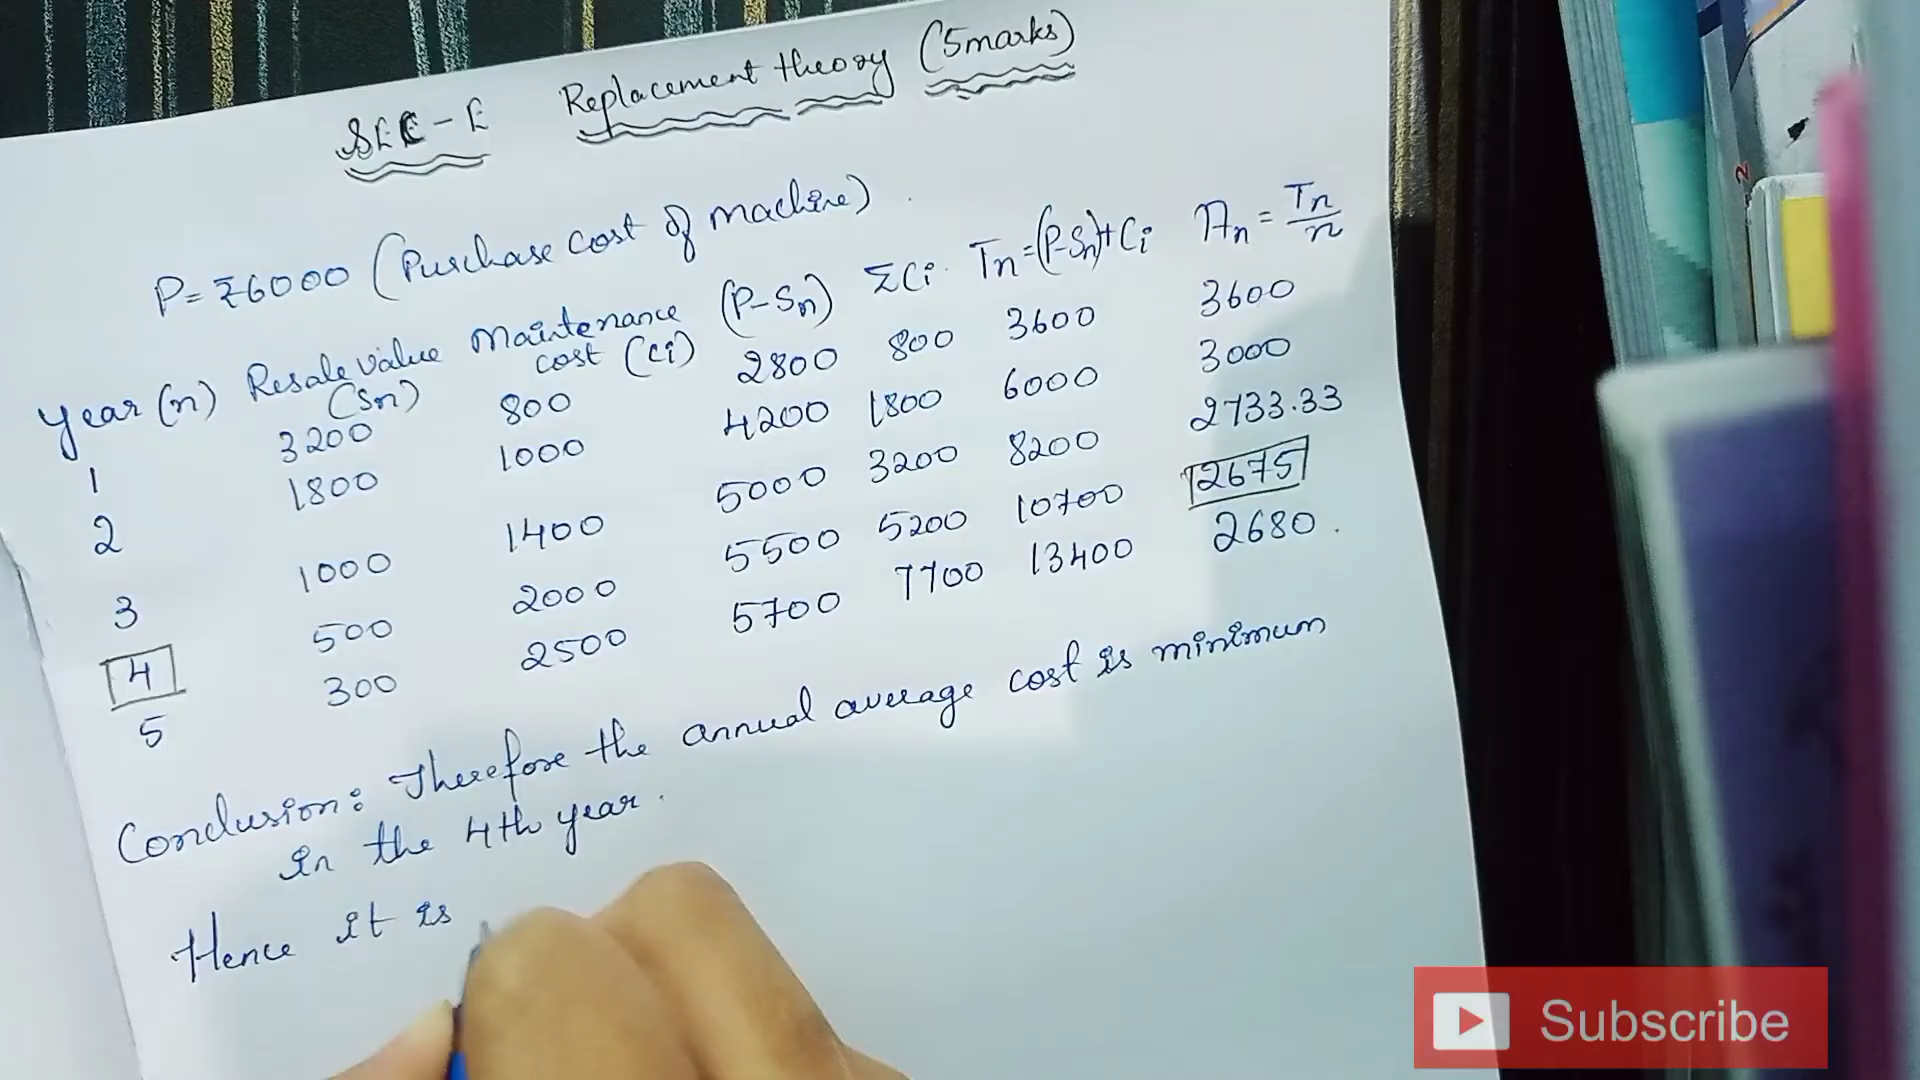 SEC-E Replacement theory (5marks)
P=₹6000 (Purchase cost of machine).
Year (n) Resale value (Sn) Maintenance cost (Ci) (P-Sn) ΣCi Tn=(P-Sn)+Ci An=Tn/n
1 3200 800 2800 800 3600 3600
2 1800 1000 4200 1800 6000 3000
3 1000 1400 5000 3200 8200 2733.33
4 500 2000 5500 5200 10700 2675
5 300 2500 5700 7700 13400 2680.
Conclusion: Therefore the annual average cost is minimum
in the 4th year.
Hence it is
Subscribe